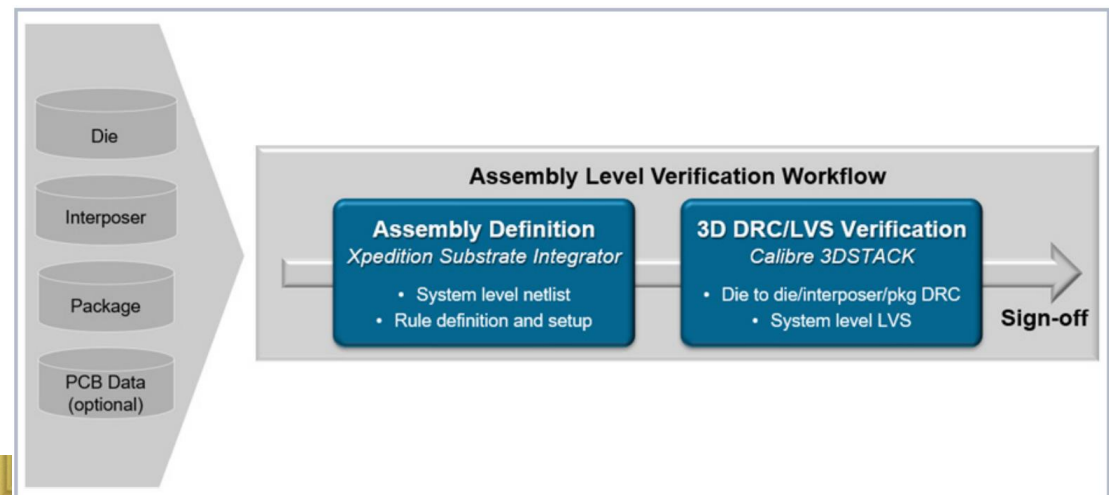 Die
Interposer
Package
PCB Data
(optional)
Assembly Level Verification Workflow
Assembly Definition
Xpedition Substrate Integrator
• System level netlist
• Rule definition and setup
3D DRC/LVS Verification
Calibre 3DSTACK
• Die to die/interposer/pkg DRC
• System level LVS
Sign-off